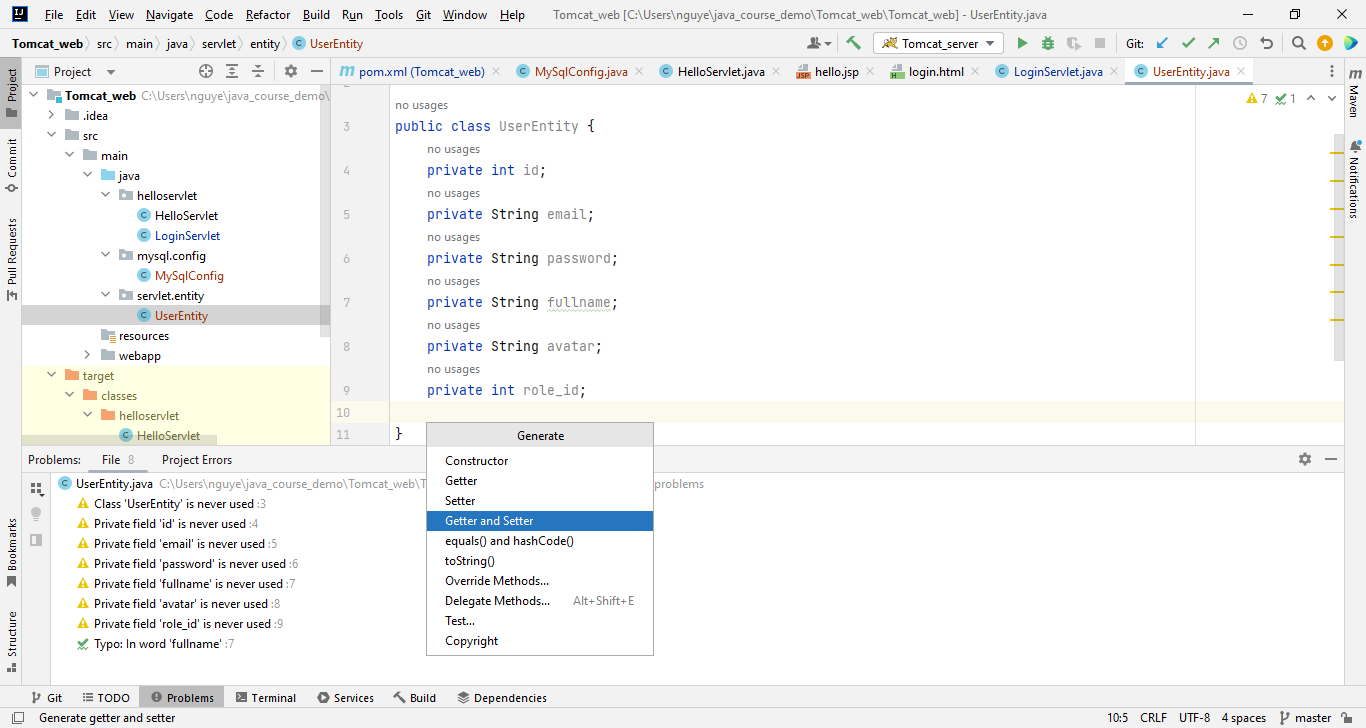 File Edit View Navigate Code Refactor Build Run Tools Git Window Help Tomcat_web [C:\Users\nguye\java_course_demo\Tomcat_web\Tomcat_web] - UserEntity.java
Tomcat_web src main java servlet entity C UserEntity Tomcat_server Git:
Project
m pom.xml (Tomcat_web) C MySqlConfig.java C HelloServlet.java JSP hello.jsp H login.html C LoginServlet.java C UserEntity.java
Project
Commit
Pull Requests
Bookmarks
Structure
Tomcat_web C:\Users\nguye\java_course_demo\
.idea
src
main
java
helloservlet
C HelloServlet
C LoginServlet
mysql.config
C MySqlConfig
servlet.entity
C UserEntity
resources
webapp
target
classes
helloservlet
C HelloServlet
7 1
no usages
3 public class UserEntity {
no usages
4 private int id;
no usages
5 private String email;
no usages
6 private String password;
no usages
7 private String fullname;
no usages
8 private String avatar;
no usages
9 private int role_id;
10
11 }
m Maven
Notifications
Generate
Constructor
Getter
Setter
Getter and Setter
equals() and hashCode()
toString()
Override Methods...
Delegate Methods... Alt+Shift+E
Test...
Copyright
Problems: File 8 Project Errors
C UserEntity.java C:\Users\nguye\java_course_demo\Tomcat_web\T problems
Class 'UserEntity' is never used :3
Private field 'id' is never used :4
Private field 'email' is never used :5
Private field 'password' is never used :6
Private field 'fullname' is never used :7
Private field 'avatar' is never used :8
Private field 'role_id' is never used :9
Typo: In word 'fullname' :7
Git TODO Problems Terminal Services Build Dependencies
Generate getter and setter 10:5 CRLF UTF-8 4 spaces master